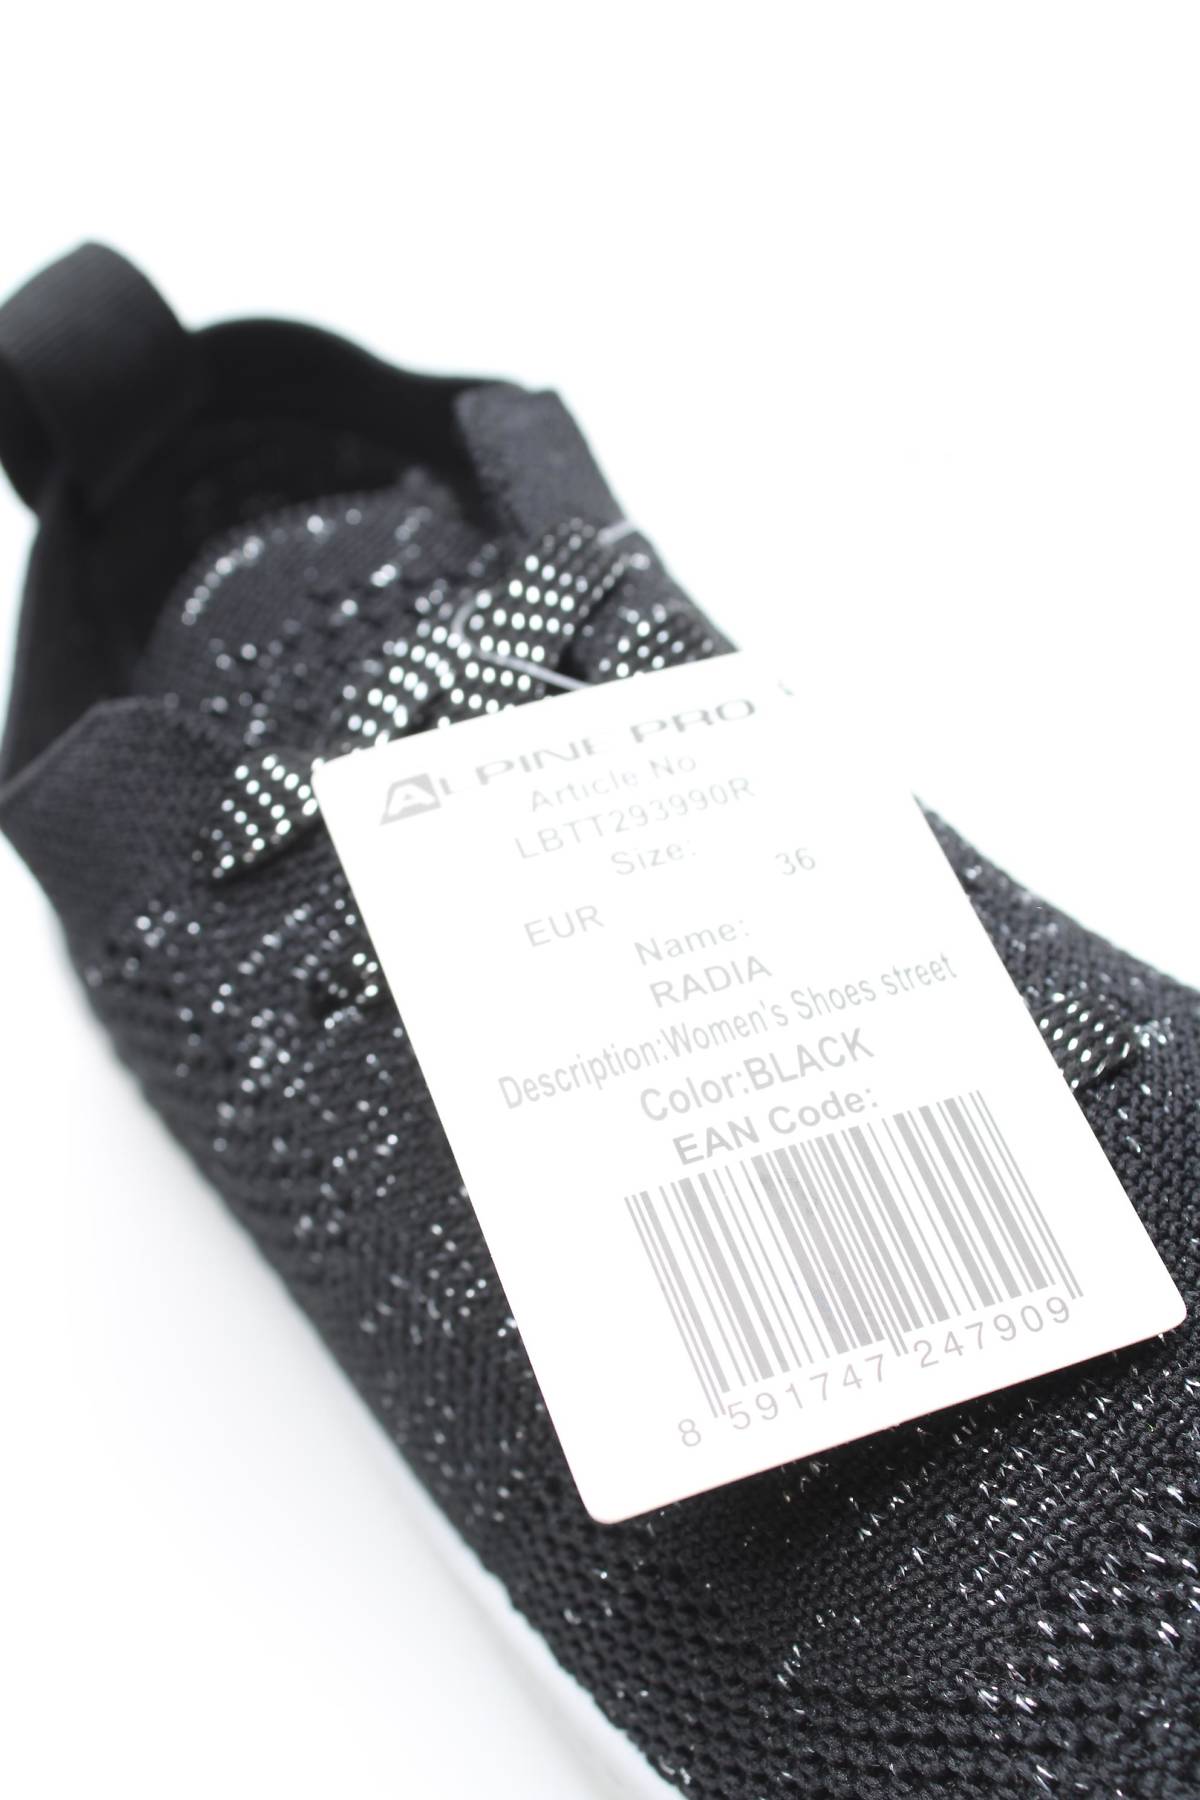 ALPINE PRO
Article No
LBTT293990R
Size:
EUR 36
Name:
RADIA
Description:Women's Shoes street
Color:BLACK
EAN Code:
8 591747 247909